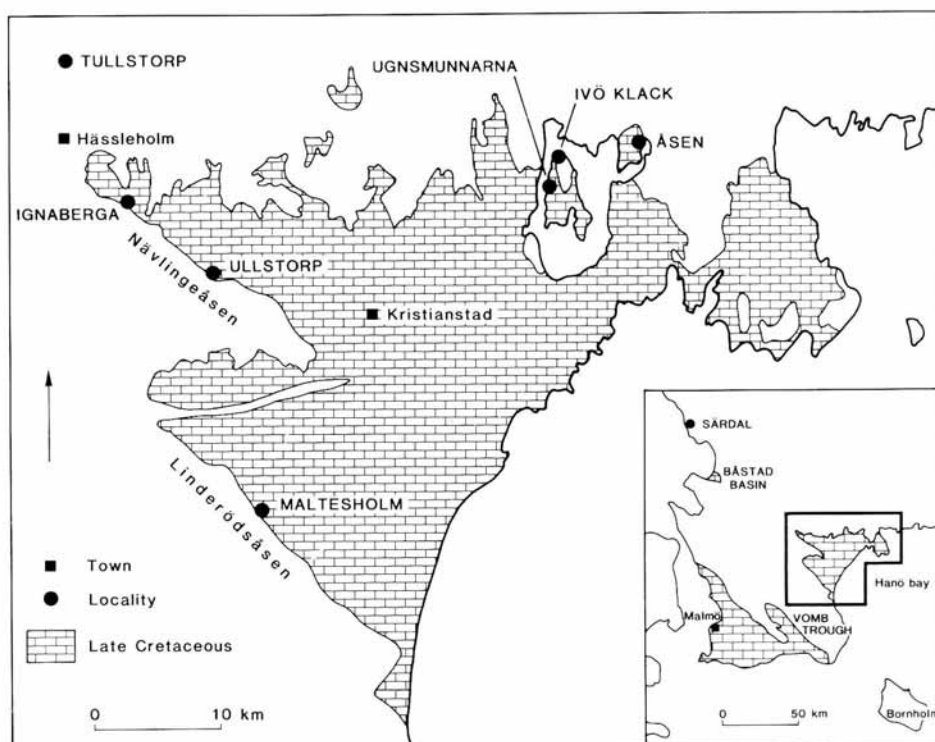 TULLSTORP
UGNSMUNNARNA
IVÖ KLACK
Hässleholm
ÅSEN
IGNABERGA
Nävlingeåsen
ULLSTORP
Kristianstad
Linderödsåsen
MALTESHOLM
Town
Locality
Late Cretaceous
0 10 km
SÄRDAL
BÅSTAD
BASIN
Hanö bay
Malmö
VOMB
TROUGH
0 50 km
Bornholm